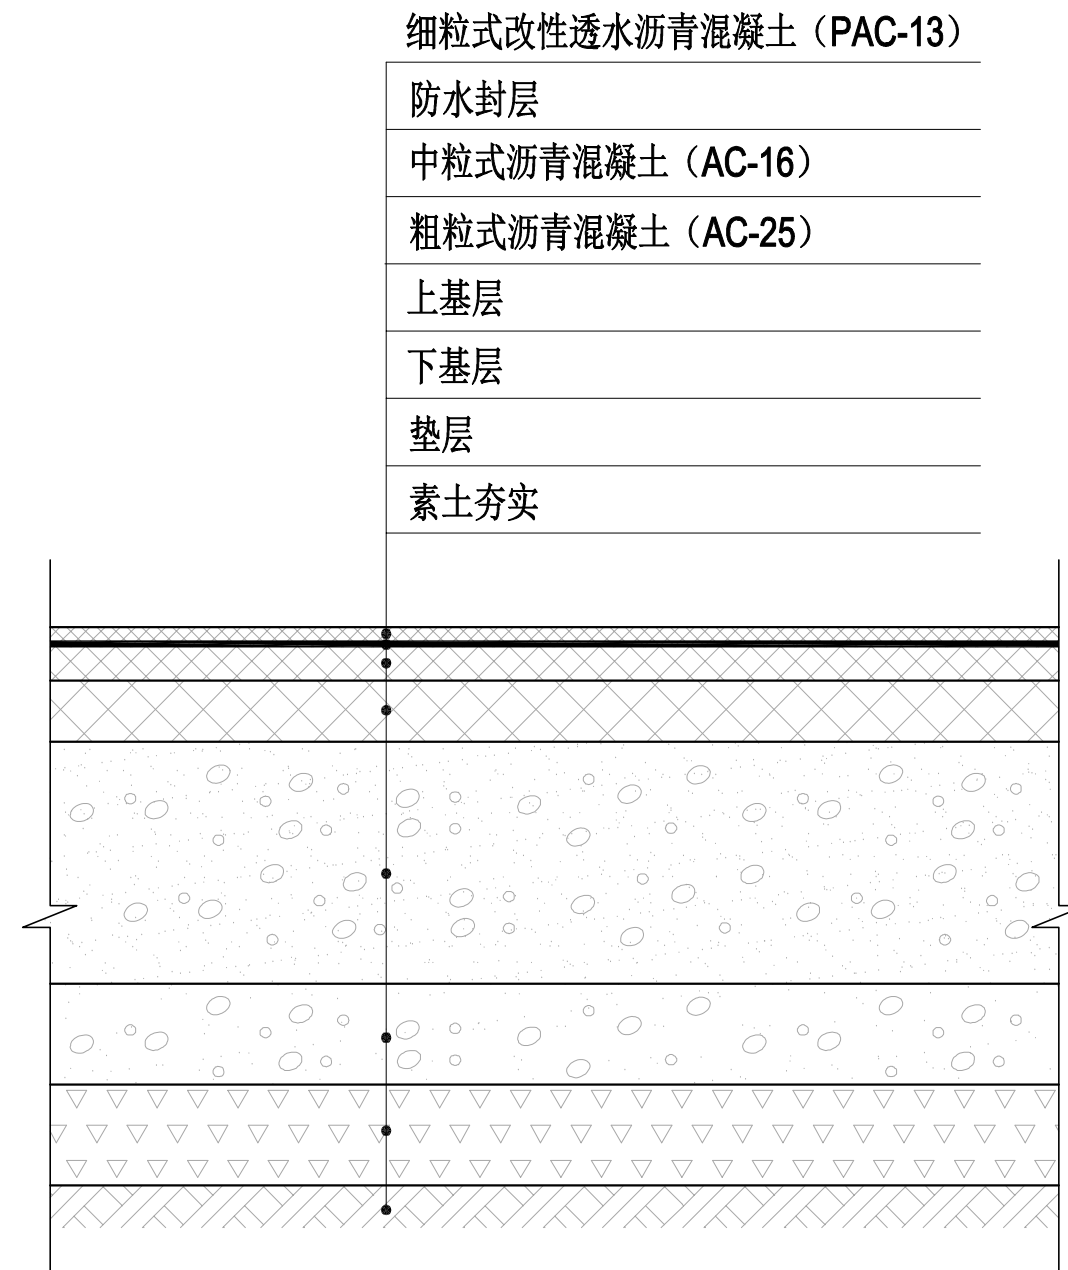 细粒式改性透水沥青混凝土（PAC-13）
防水封层
中粒式沥青混凝土（AC-16）
粗粒式沥青混凝土（AC-25）
上基层
下基层
垫层
素土夯实